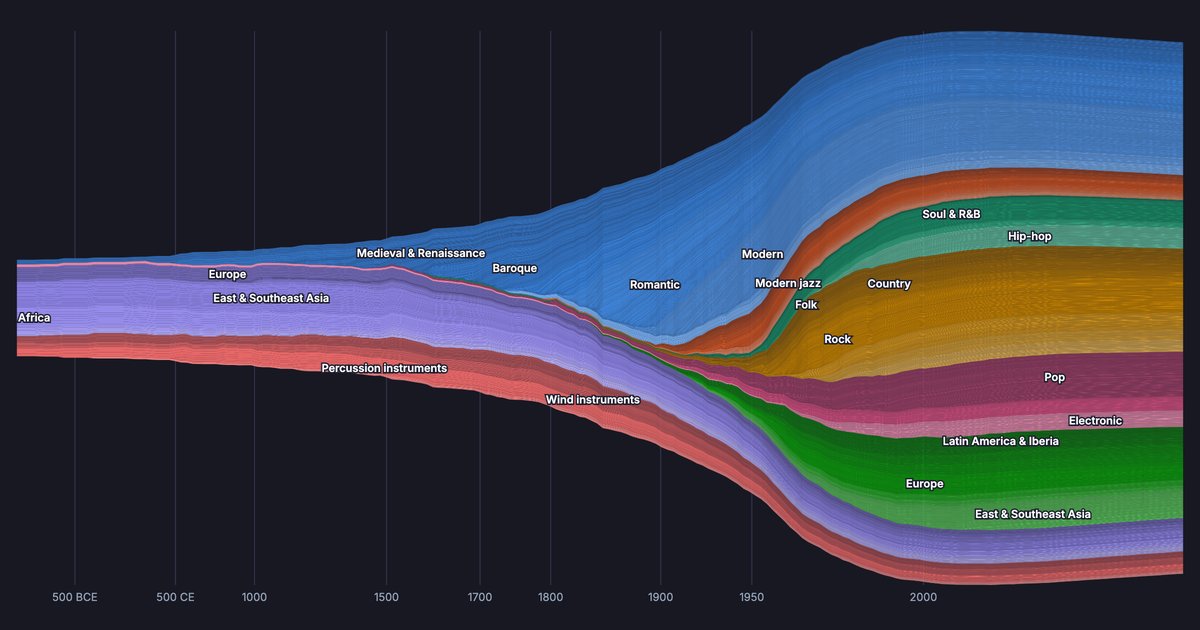 Soul & R&B
Hip-hop
Medieval & Renaissance
Modern
Baroque
Europe
Romantic
Modern jazz
Country
East & Southeast Asia
Folk
Africa
Rock
Percussion instruments
Pop
Wind instruments
Electronic
Latin America & Iberia
Europe
East & Southeast Asia
500 BCE
500 CE
1000
1500
1700
1800
1900
1950
2000